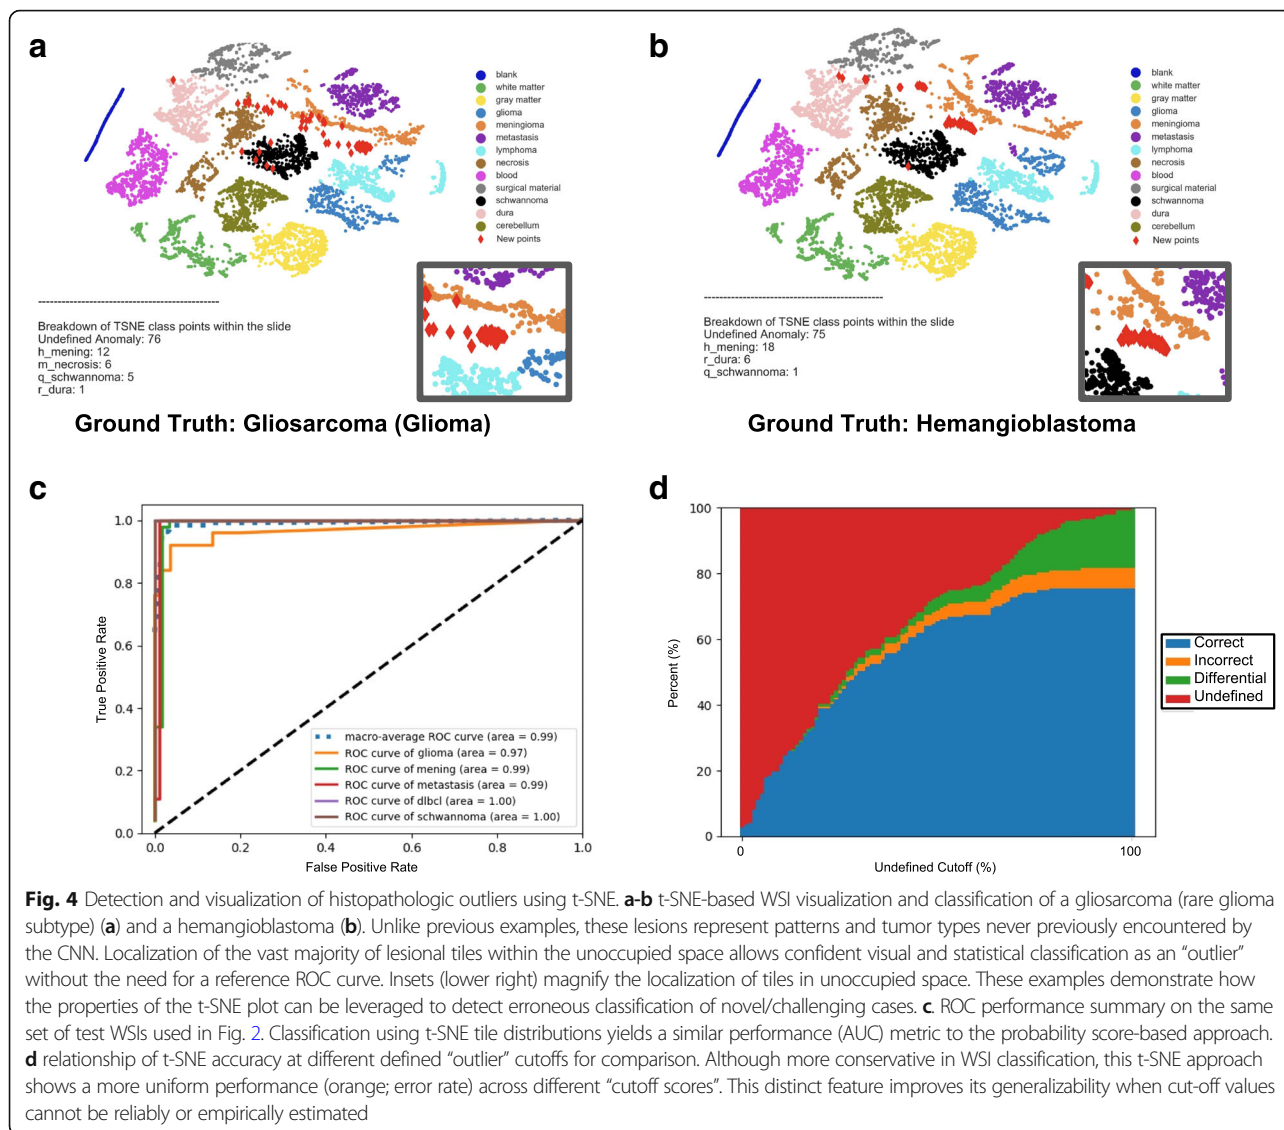 a
blank
white matter
gray matter
glioma
meningioma
metastasis
lymphoma
necrosis
blood
surgical material
schwannoma
dura
cerebellum
New points
-----------------------------------------------
Breakdown of TSNE class points within the slide
Undefined Anomaly: 76
h_mening: 12
m_necrosis: 6
q_schwannoma: 5
r_dura: 1
Ground Truth: Gliosarcoma (Glioma)
b
blank
white matter
gray matter
glioma
meningioma
metastasis
lymphoma
necrosis
blood
surgical material
schwannoma
dura
cerebellum
New points
-----------------------------------------------
Breakdown of TSNE class points within the slide
Undefined Anomaly: 75
h_mening: 18
r_dura: 6
q_schwannoma: 1
Ground Truth: Hemangioblastoma
c
True Positive Rate
1.0
0.8
0.6
0.4
0.2
0.0
macro-average ROC curve (area = 0.99)
ROC curve of glioma (area = 0.97)
ROC curve of mening (area = 0.99)
ROC curve of metastasis (area = 0.99)
ROC curve of dlbcl (area = 1.00)
ROC curve of schwannoma (area = 1.00)
0.0 0.2 0.4 0.6 0.8 1.0
False Positive Rate
d
Percent (%)
100
80
60
40
20
0
0 100
Undefined Cutoff (%)
Correct
Incorrect
Differential
Undefined
Fig. 4 Detection and visualization of histopathologic outliers using t-SNE. a-b t-SNE-based WSI visualization and classification of a gliosarcoma (rare glioma
subtype) (a) and a hemangioblastoma (b). Unlike previous examples, these lesions represent patterns and tumor types never previously encountered by
the CNN. Localization of the vast majority of lesional tiles within the unoccupied space allows confident visual and statistical classification as an “outlier”
without the need for a reference ROC curve. Insets (lower right) magnify the localization of tiles in unoccupied space. These examples demonstrate how
the properties of the t-SNE plot can be leveraged to detect erroneous classification of novel/challenging cases. c. ROC performance summary on the same
set of test WSIs used in Fig. 2. Classification using t-SNE tile distributions yields a similar performance (AUC) metric to the probability score-based approach.
d relationship of t-SNE accuracy at different defined “outlier” cutoffs for comparison. Although more conservative in WSI classification, this t-SNE approach
shows a more uniform performance (orange; error rate) across different “cutoff scores”. This distinct feature improves its generalizability when cut-off values
cannot be reliably or empirically estimated